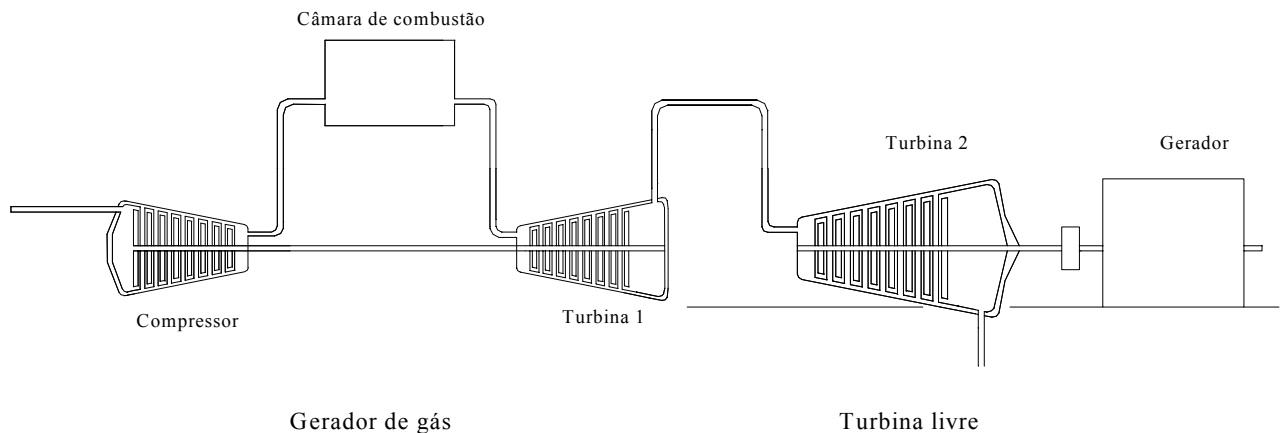 Câmara de combustão
Turbina 2
Gerador
Compressor
Turbina 1
Gerador de gás
Turbina livre